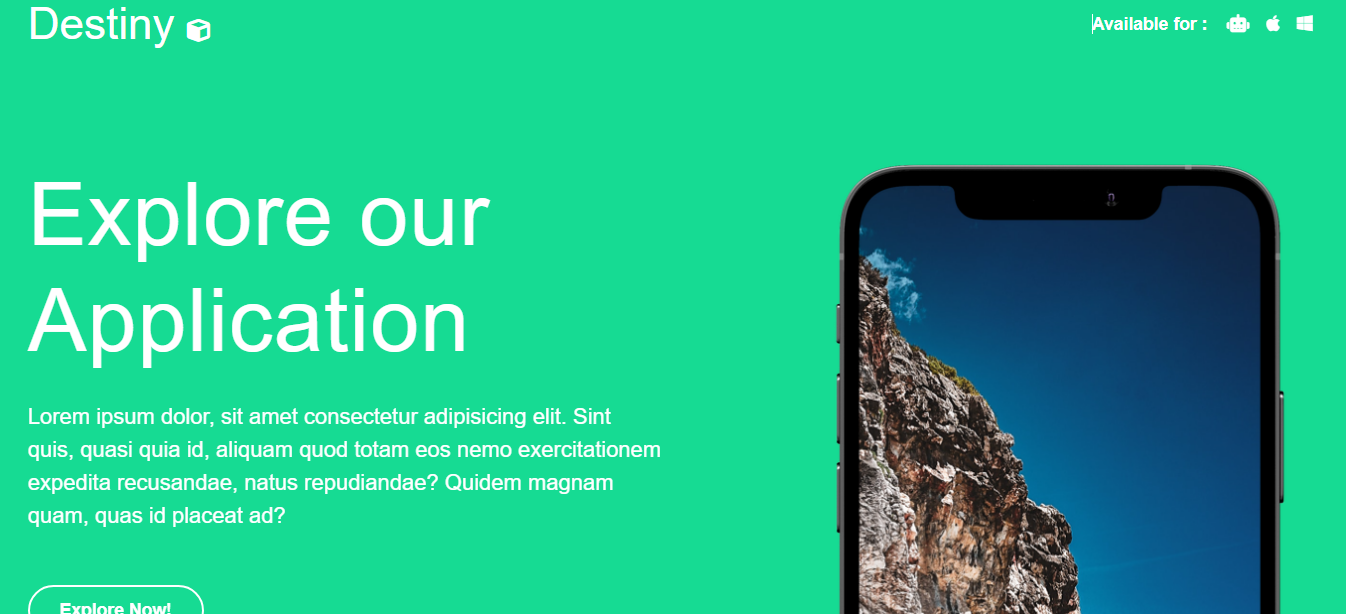 Destiny
Available for :
Explore our
Application
Lorem ipsum dolor, sit amet consectetur adipisicing elit. Sint
quis, quasi quia id, aliquam quod totam eos nemo exercitationem
expedita recusandae, natus repudiandae? Quidem magnam
quam, quas id placeat ad?
Explore Now!